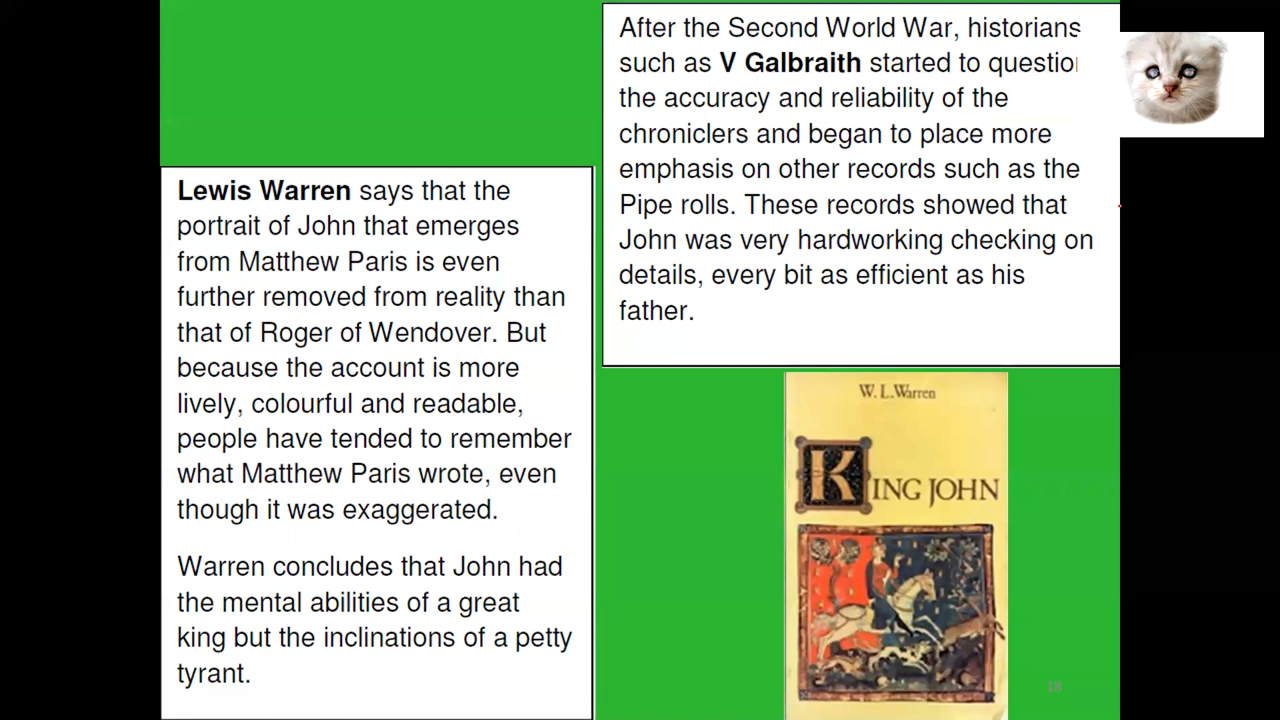 After the Second World War, historians
such as V Galbraith started to question
the accuracy and reliability of the
chroniclers and began to place more
emphasis on other records such as the
Pipe rolls. These records showed that
John was very hardworking checking on
details, every bit as efficient as his
father.
Lewis Warren says that the
portrait of John that emerges
from Matthew Paris is even
further removed from reality than
that of Roger of Wendover. But
because the account is more
lively, colourful and readable,
people have tended to remember
what Matthew Paris wrote, even
though it was exaggerated.
Warren concludes that John had
the mental abilities of a great
king but the inclinations of a petty
tyrant.
W. L. Warren
KING JOHN
18